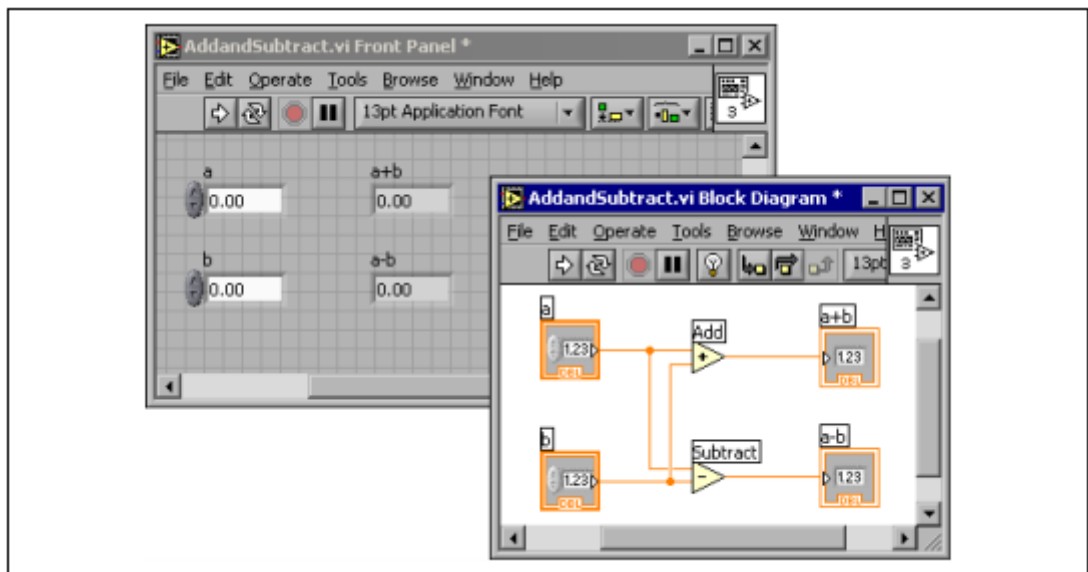 AddandSubtract.vi Front Panel *
File Edit Operate Tools Browse Window Help
13pt Application Font
3
a
0.00
a+b
0.00
b
0.00
a-b
0.00
AddandSubtract.vi Block Diagram *
File Edit Operate Tools Browse Window H
13pt
3
a
1.23
DBL
Add
+
a+b
1.23
DBL
b
1.23
DBL
Subtract
-
a-b
1.23
DBL